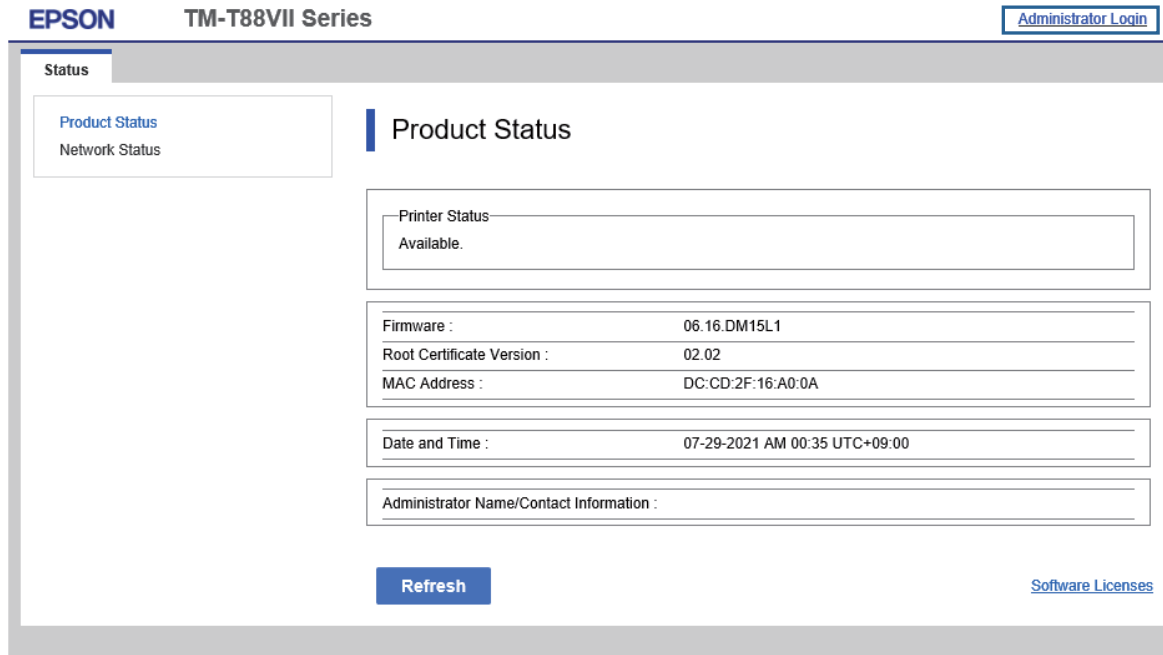 EPSON TM-T88VII Series Administrator Login
Status
Product Status
Network Status
Product Status
Printer Status
Available.
Firmware : 06.16.DM15L1
Root Certificate Version : 02.02
MAC Address : DC:CD:2F:16:A0:0A
Date and Time : 07-29-2021 AM 00:35 UTC+09:00
Administrator Name/Contact Information :
Refresh Software Licenses